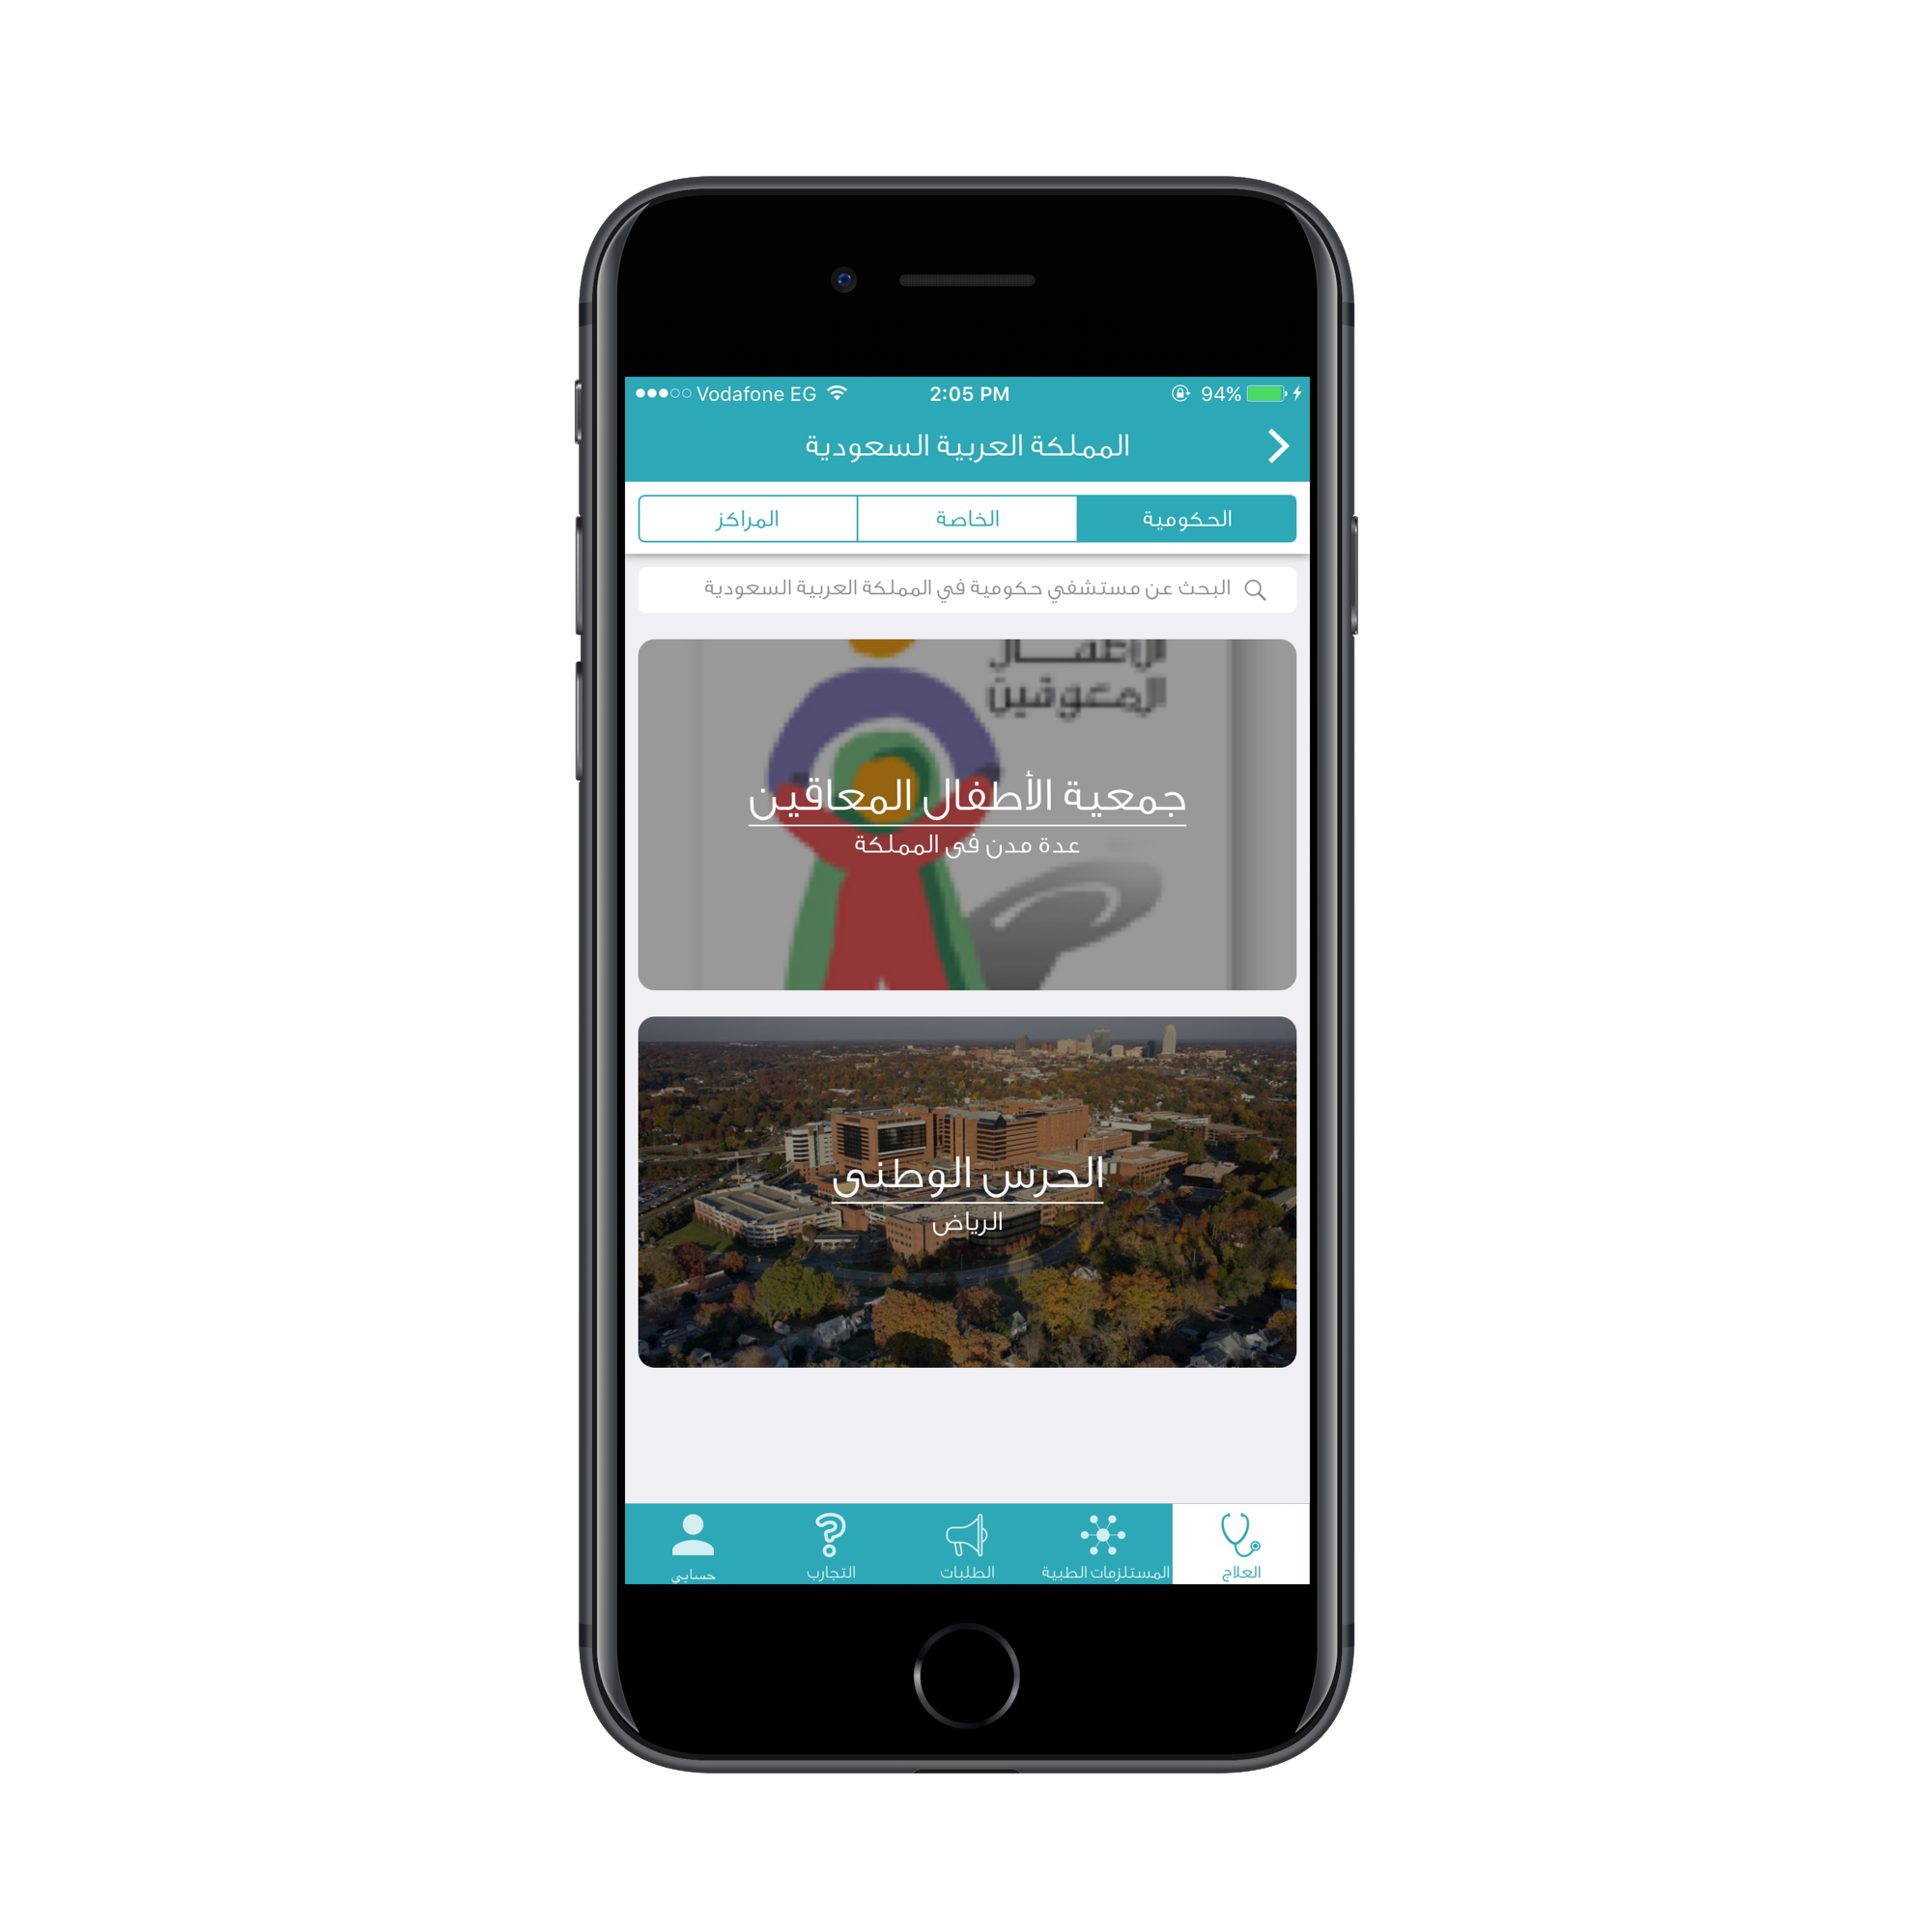 Vodafone EG 2:05 PM 94%
المملكة العربية السعودية
الحكومية الخاصة المراكز
البحث عن مستشفي حكومية في المملكة العربية السعودية
الأطفال
المعوقين
جمعية الأطفال المعاقين
عدة مدن فى المملكة
الحرس الوطنى
الرياض
العلاج المستلزمات الطبية الطلبات التجارب حسابي